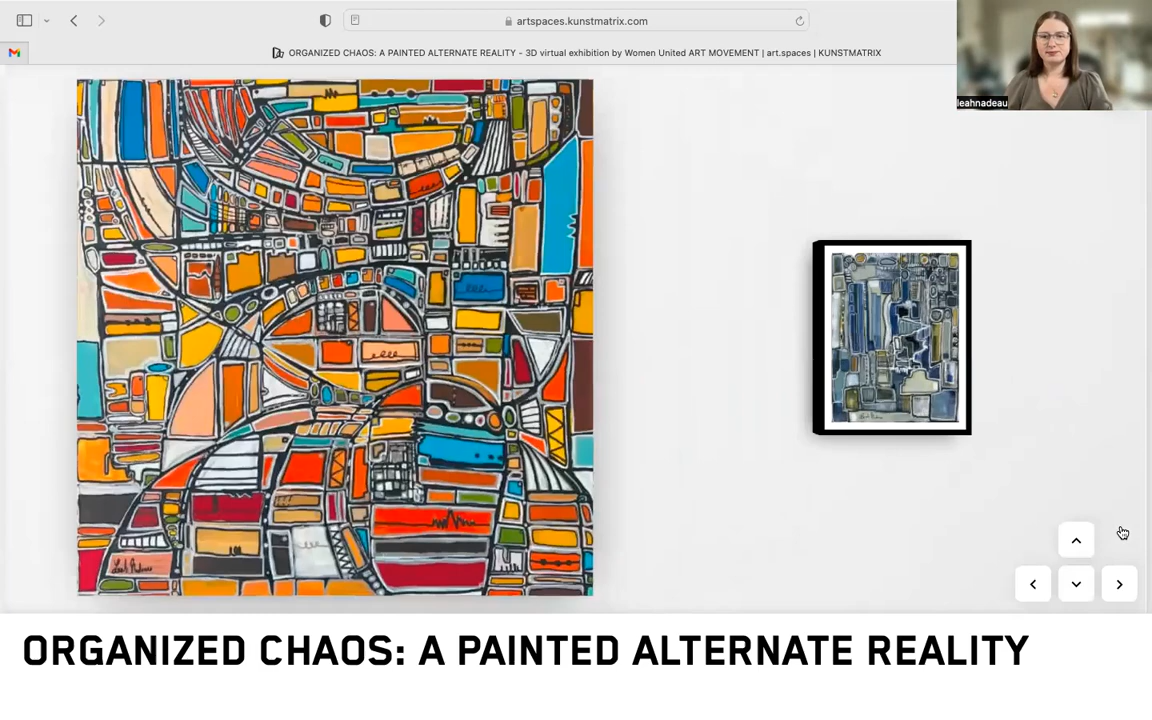 artspaces.kunstmatrix.com
ORGANIZED CHAOS: A PAINTED ALTERNATE REALITY - 3D virtual exhibition by Women United ART MOVEMENT | art.spaces | KUNSTMATRIX
leahnadeau
ORGANIZED CHAOS: A PAINTED ALTERNATE REALITY